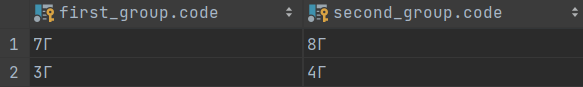 first_group.code second_group.code
1 7Г 8Г
2 3Г 4Г